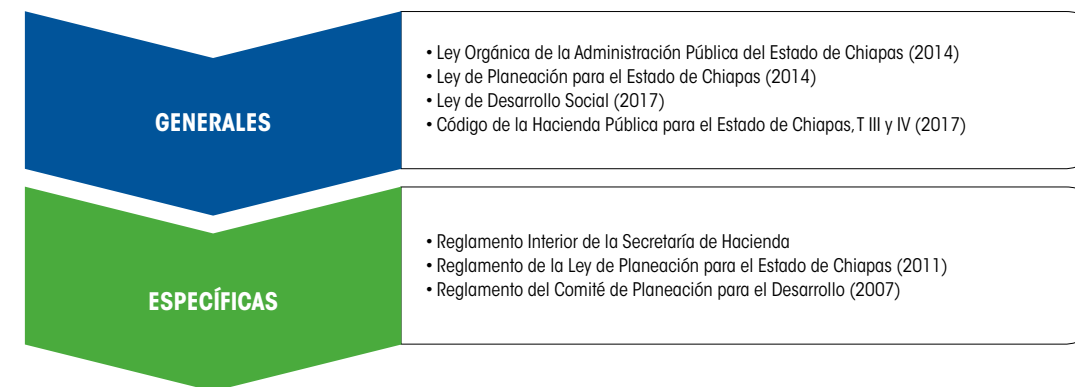 GENERALES
• Ley Orgánica de la Administración Pública del Estado de Chiapas (2014)
• Ley de Planeación para el Estado de Chiapas (2014)
• Ley de Desarrollo Social (2017)
• Código de la Hacienda Pública para el Estado de Chiapas, T III y IV (2017)
ESPECÍFICAS
• Reglamento Interior de la Secretaría de Hacienda
• Reglamento de la Ley de Planeación para el Estado de Chiapas (2011)
• Reglamento del Comité de Planeación para el Desarrollo (2007)